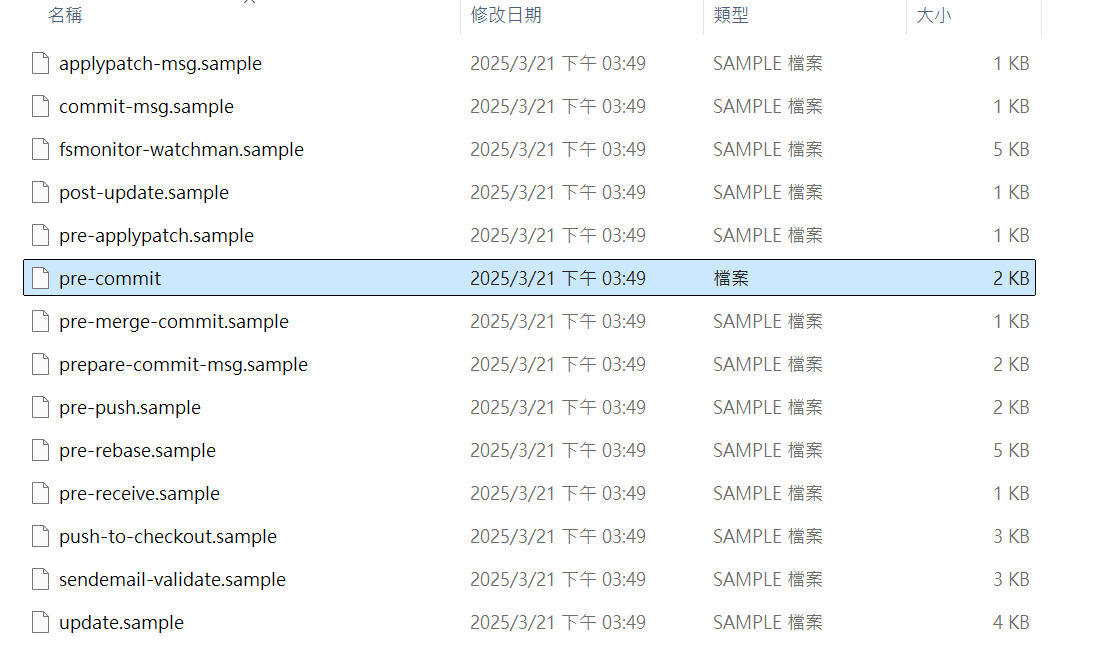 名稱 修改日期 類型 大小
applypatch-msg.sample 2025/3/21 下午 03:49 SAMPLE 檔案 1 KB
commit-msg.sample 2025/3/21 下午 03:49 SAMPLE 檔案 1 KB
fsmonitor-watchman.sample 2025/3/21 下午 03:49 SAMPLE 檔案 5 KB
post-update.sample 2025/3/21 下午 03:49 SAMPLE 檔案 1 KB
pre-applypatch.sample 2025/3/21 下午 03:49 SAMPLE 檔案 1 KB
pre-commit 2025/3/21 下午 03:49 檔案 2 KB
pre-merge-commit.sample 2025/3/21 下午 03:49 SAMPLE 檔案 1 KB
prepare-commit-msg.sample 2025/3/21 下午 03:49 SAMPLE 檔案 2 KB
pre-push.sample 2025/3/21 下午 03:49 SAMPLE 檔案 2 KB
pre-rebase.sample 2025/3/21 下午 03:49 SAMPLE 檔案 5 KB
pre-receive.sample 2025/3/21 下午 03:49 SAMPLE 檔案 1 KB
push-to-checkout.sample 2025/3/21 下午 03:49 SAMPLE 檔案 3 KB
sendemail-validate.sample 2025/3/21 下午 03:49 SAMPLE 檔案 3 KB
update.sample 2025/3/21 下午 03:49 SAMPLE 檔案 4 KB